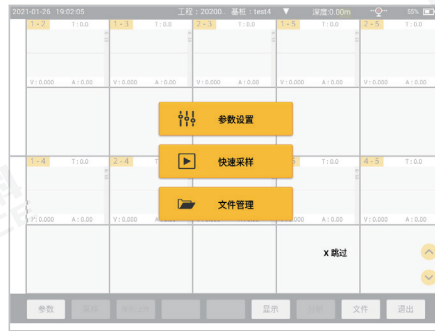 2021-01-26 19:02:05 工程：20200. 基桩：test4 ▼ 深度:0.00m 55%
1-2 T:0.0 1-3 T:0.0 2-3 T:0.0 1-5 T:0.0 2-5 T:0.0
V:0.000 A:0.00 V:0.000 A:0.00 V:0.000 A:0.00 V:0.000 A:0.00 V:0.000 A:0.00
参数设置
1-4 T:0.0 2-4 快速采样 T:0.0 4-5 T:0.0
文件管理
V:0.000 A:0.00 V:0.000 A:0.00 V:0.000 A:0.00
X 跳过
参数 显示 文件 退出